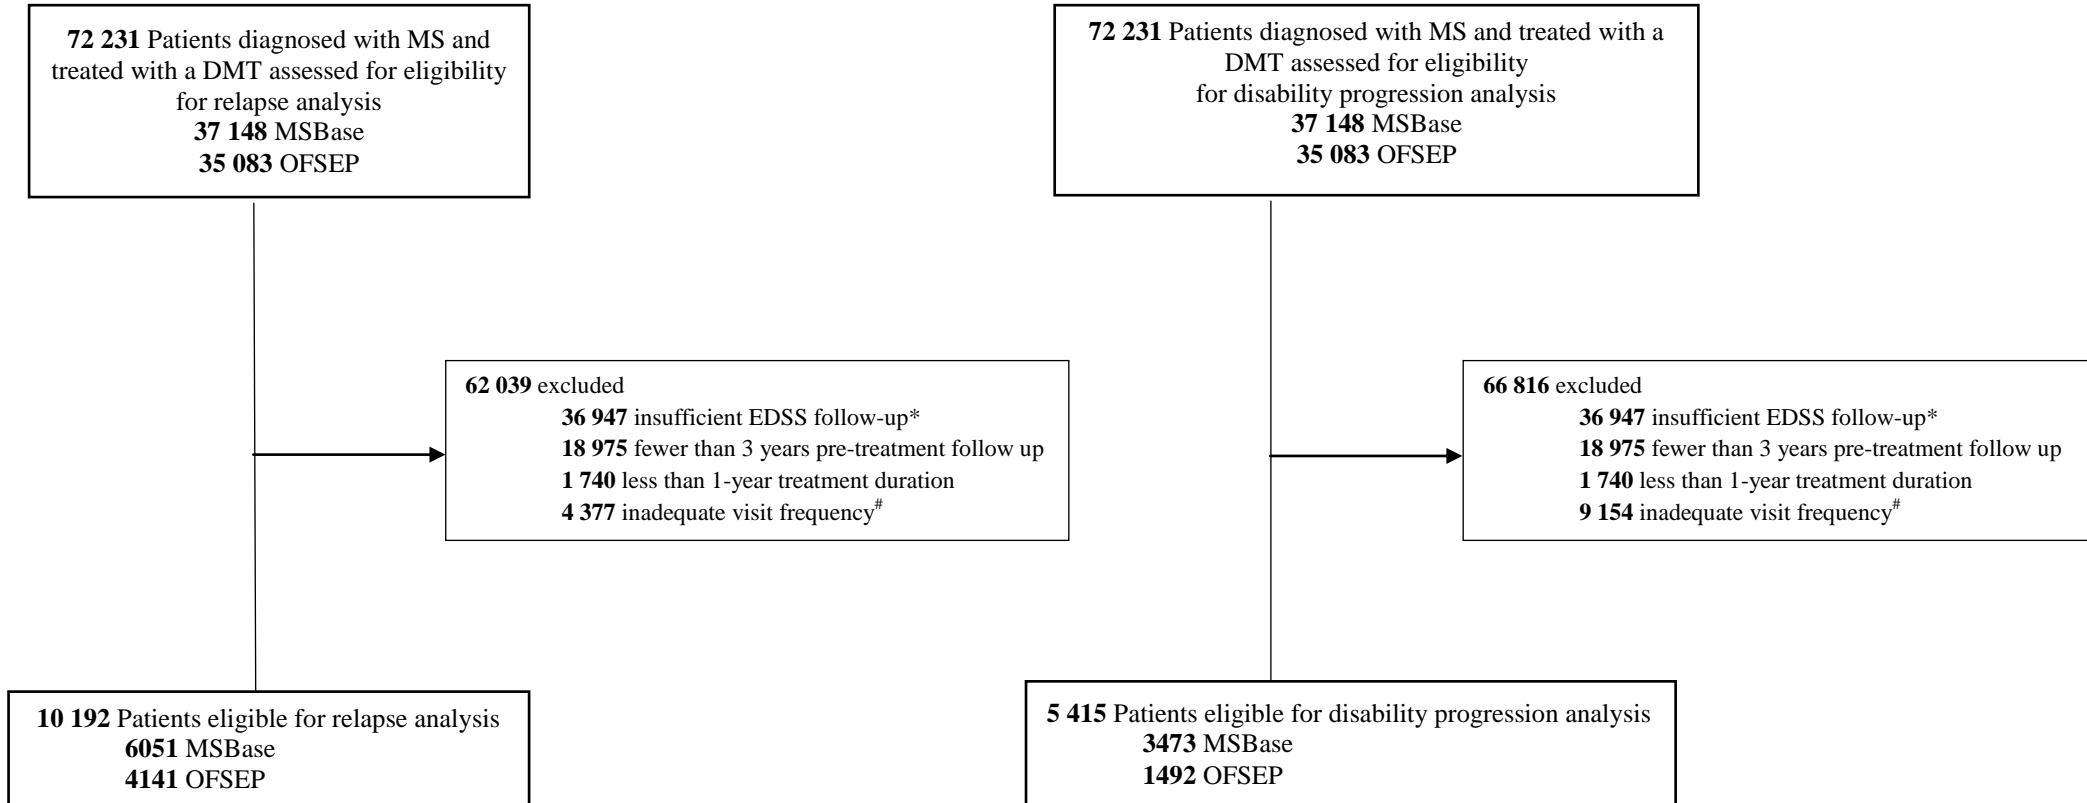 72 231 Patients diagnosed with MS and
treated with a DMT assessed for eligibility
for relapse analysis
37 148 MSBase
35 083 OFSEP
72 231 Patients diagnosed with MS and treated with a
DMT assessed for eligibility
for disability progression analysis
37 148 MSBase
35 083 OFSEP
62 039 excluded
36 947 insufficient EDSS follow-up*
18 975 fewer than 3 years pre-treatment follow up
1 740 less than 1-year treatment duration
4 377 inadequate visit frequency#
66 816 excluded
36 947 insufficient EDSS follow-up*
18 975 fewer than 3 years pre-treatment follow up
1 740 less than 1-year treatment duration
9 154 inadequate visit frequency#
10 192 Patients eligible for relapse analysis
6051 MSBase
4141 OFSEP
5 415 Patients eligible for disability progression analysis
3473 MSBase
1492 OFSEP